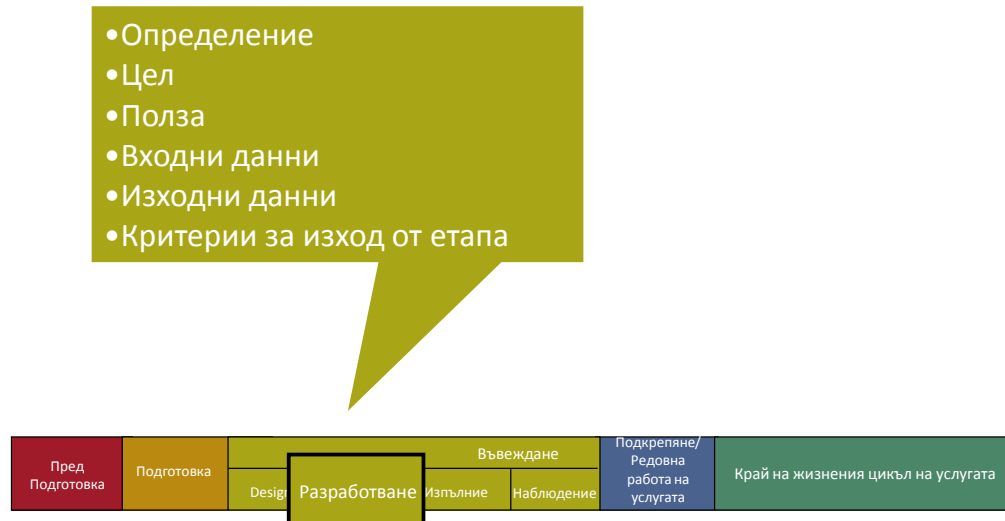 •Определение
•Цел
•Полза
•Входни данни
•Изходни данни
•Критерии за изход от етапа
Пред
Подготовка
Подготовка
Въвеждане
Desig
Разработване
Изпълние
Наблюдение
Подкрепяне/
Редовна
работа на
услугата
Край на жизнения цикъл на услугата